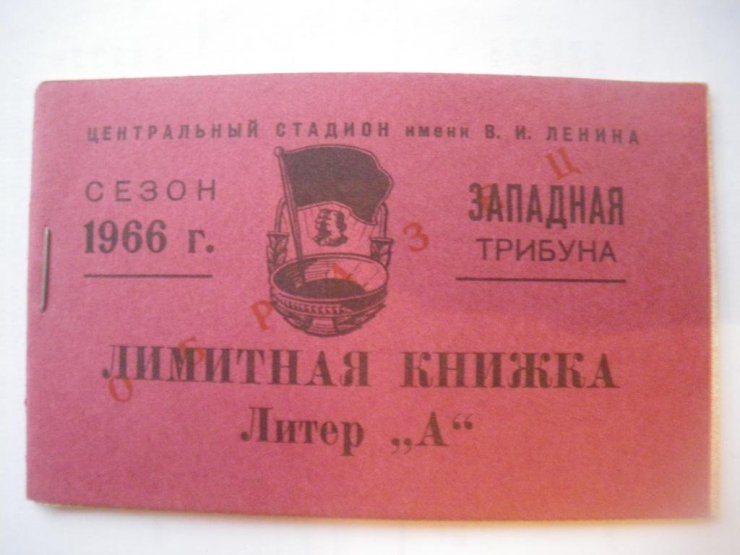 ЦЕНТРАЛЬНЫЙ СТАДИОН имени В. И. ЛЕНИНА
СЕЗОН
1966 г.
ЗАПАДНАЯ
ТРИБУНА
ОБРАЗЕЦ
ЛИМИТНАЯ КНИЖКА
Литер „А“